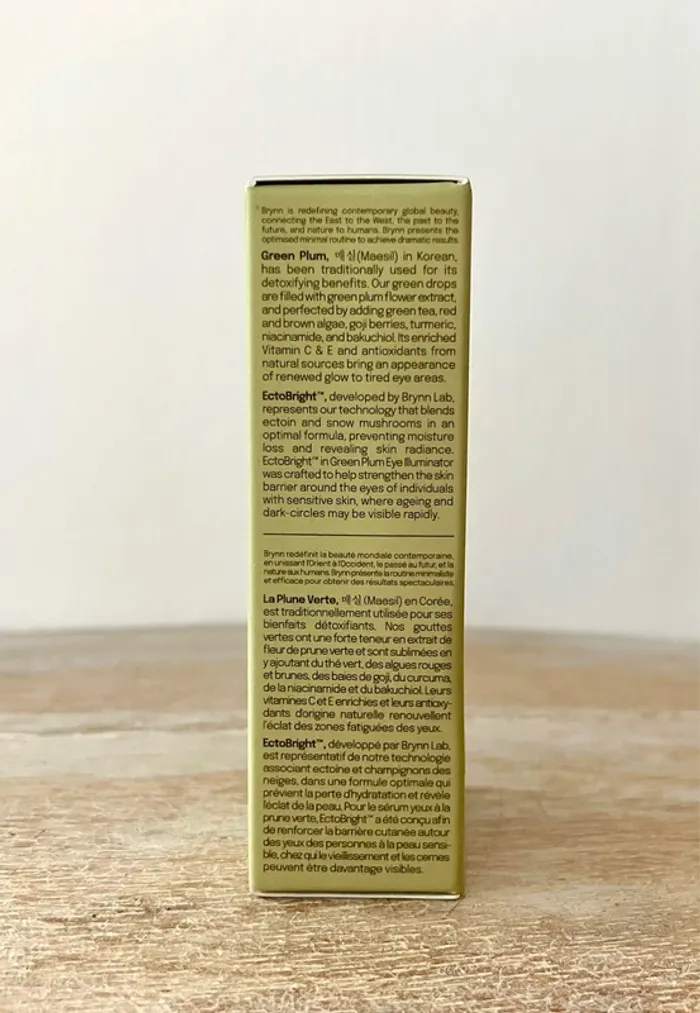 Brynn is redefining contemporary global beauty,
connecting the East to the West, the past to the
future, and nature to humans. Brynn presents the
optimised minimal routine to achieve dramatic results.
Green Plum, 매실(Maesil) in Korean,
has been traditionally used for its
detoxifying benefits. Our green drops
are filled with green plum flower extract,
and perfected by adding green tea, red
and brown algae, goji berries, turmeric,
niacinamide, and bakuchiol. Its enriched
Vitamin C & E and antioxidants from
natural sources bring an appearance
of renewed glow to tired eye areas.
EctoBright™, developed by Brynn Lab,
represents our technology that blends
ectoin and snow mushrooms in an
optimal formula, preventing moisture
loss and revealing skin radiance.
EctoBright™ in Green Plum Eye Illuminator
was crafted to help strengthen the skin
barrier around the eyes of individuals
with sensitive skin, where ageing and
dark-circles may be visible rapidly.
Brynn redéfinit la beauté mondiale contemporaine,
en unissant l'Orient à l'Occident, le passé au futur, et la
nature aux humans. Brynn présente la routine minimaliste
et efficace pour obtenir des résultats spectaculaires.
La Plune Verte, 매실 (Maesil) en Corée,
est traditionnellement utilisée pour ses
bienfaits détoxifiants. Nos gouttes
vertes ont une forte teneur en extrait de
fleur de prune verte et sont sublimées en
y ajoutant du thé vert, des algues rouges
et brunes, des baies de goji, du curcuma,
de la niacinamide et du bakuchiol. Leurs
vitamines C et E enrichies et leurs antioxy-
dants d'origine naturelle renouvellent
l'éclat des zones fatiguées des yeux.
EctoBright™, développé par Brynn Lab,
est représentatif de notre technologie
associant ectoine et champignons des
neiges, dans une formule optimale qui
prévient la perte d'hydratation et révèle
l'éclat de la peau. Pour le sérum yeux à la
prune verte, EctoBright™ a été conçu afin
de renforcer la barrière cutanée autour
des yeux des personnes à la peau sensi-
ble, chez qui le vieillissement et les cernes
peuvent être davantage visibles.